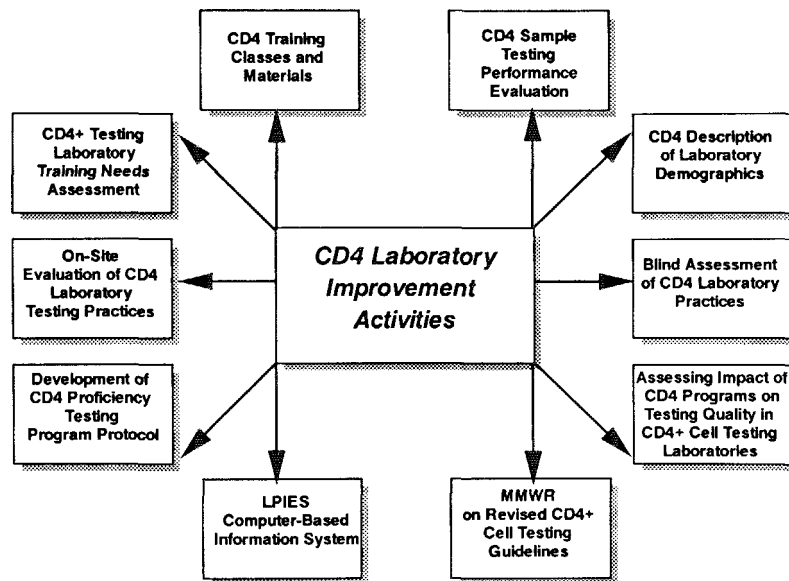 CD4 Training
Classes and
Materials
CD4 Sample
Testing
Performance
Evaluation
CD4+ Testing
Laboratory
Training Needs
Assessment
CD4 Description
of Laboratory
Demographics
CD4 Laboratory
Improvement
Activities
On-Site
Evaluation of CD4
Laboratory
Testing Practices
Blind Assessment
of CD4 Laboratory
Practices
Development of
CD4 Proficiency
Testing
Program Protocol
Assessing Impact of
CD4 Programs on
Testing Quality in
CD4+ Cell Testing
Laboratories
LPIES
Computer-Based
Information System
MMWR
on Revised CD4+
Cell Testing
Guidelines